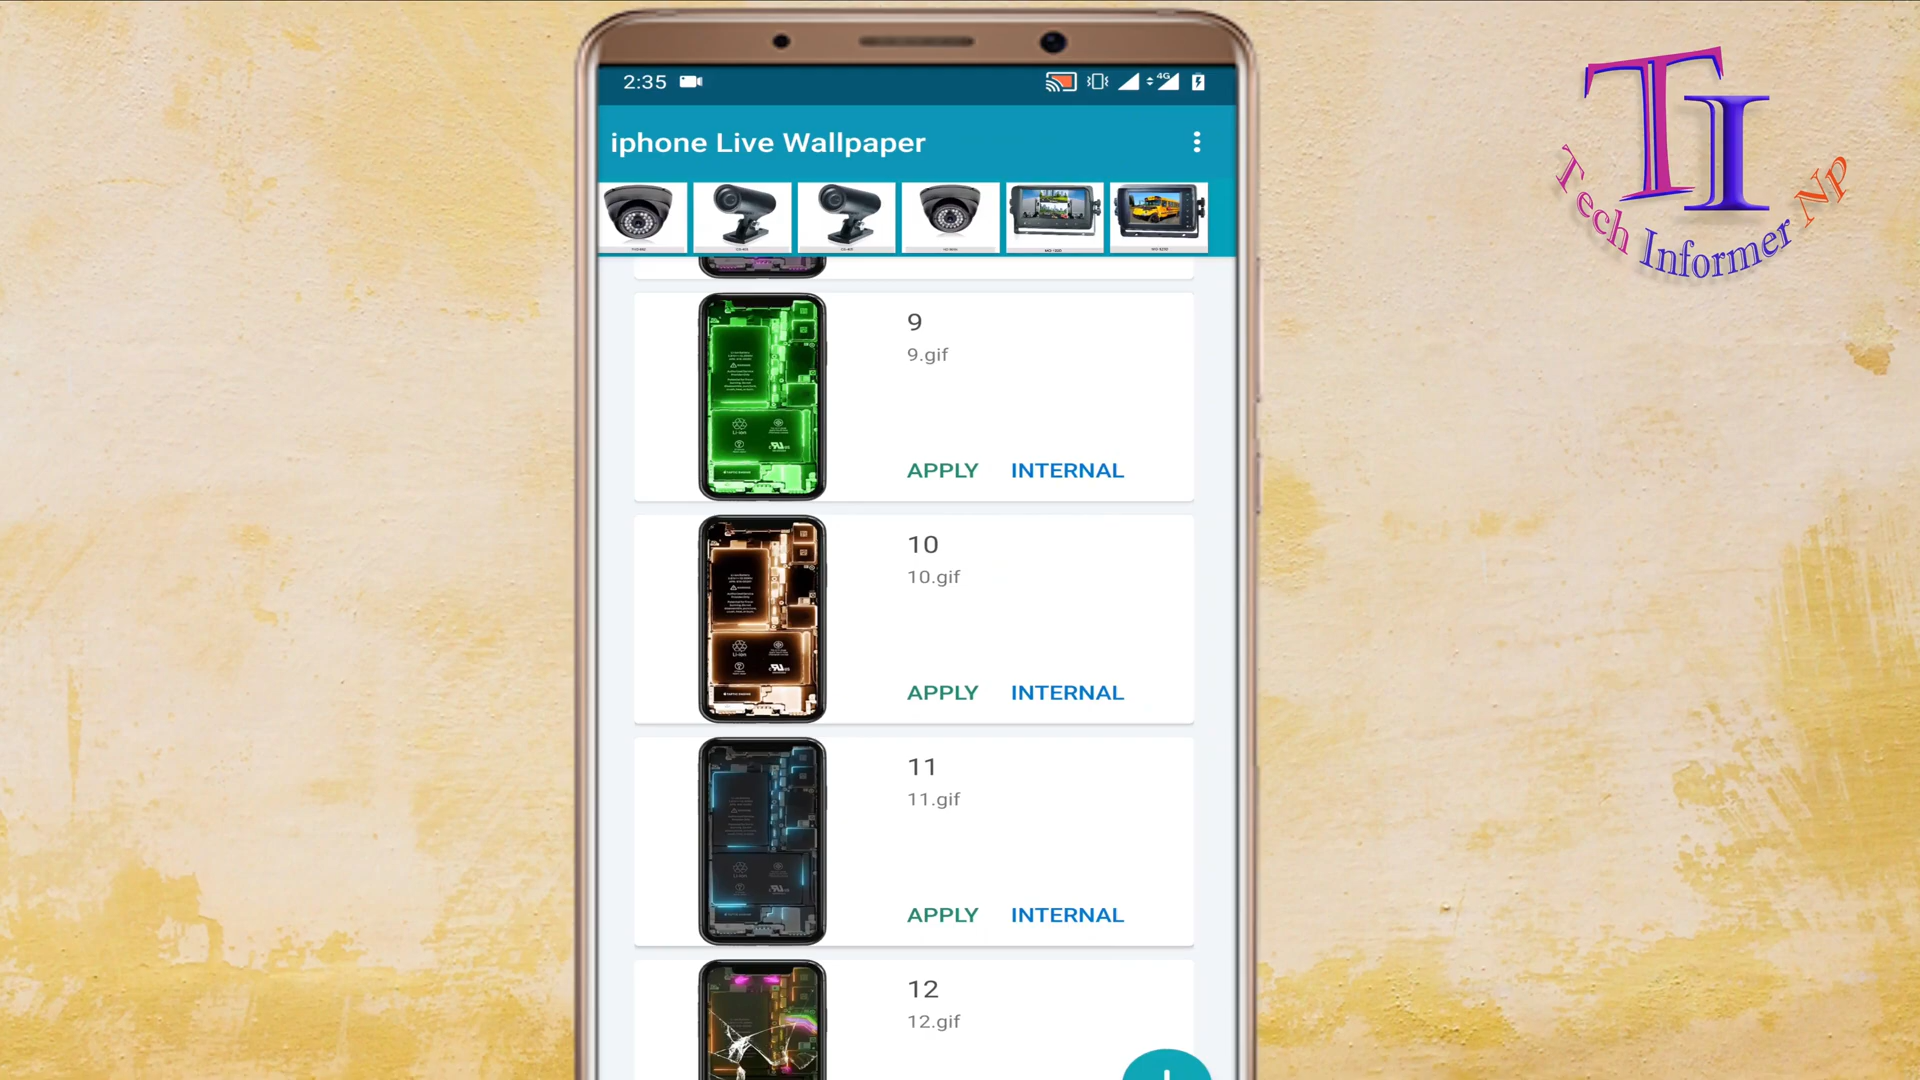 2:35
4G
iphone Live Wallpaper
9
9.gif
APPLY INTERNAL
10
10.gif
APPLY INTERNAL
11
11.gif
APPLY INTERNAL
12
12.gif
TI
Tech Informer Np